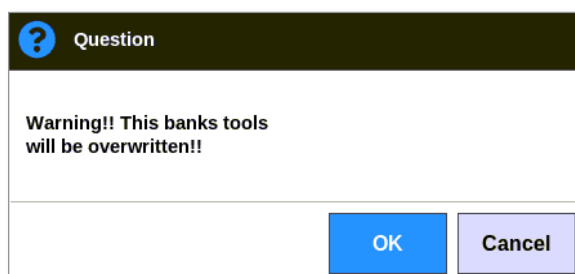 Question
Warning!! This banks tools
will be overwritten!!
OK
Cancel